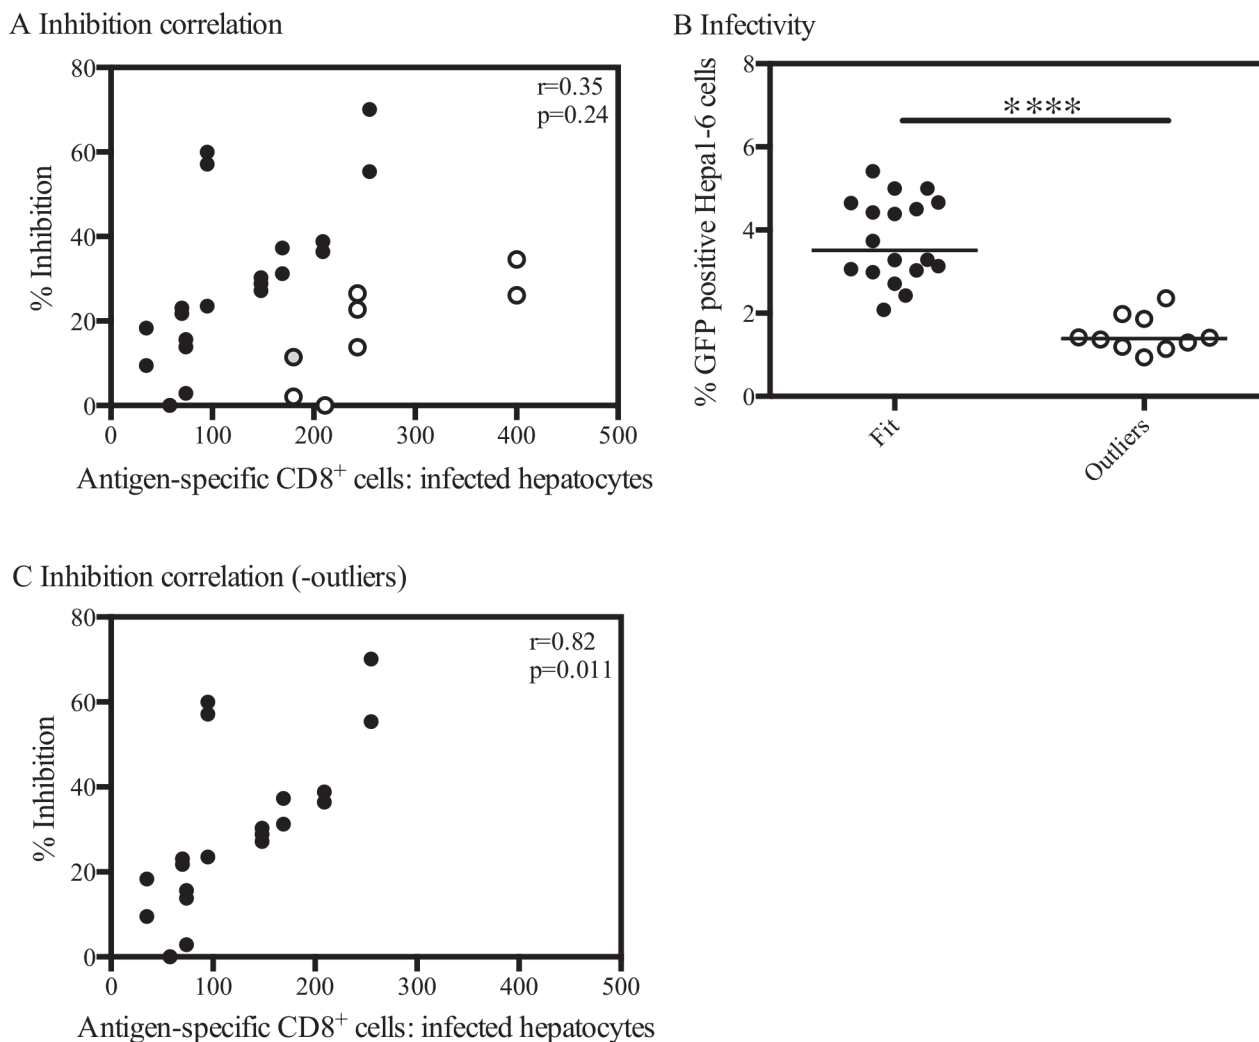 A Inhibition correlation
80
60
40
20
0
% Inhibition
r=0.35
p=0.24
0 100 200 300 400 500
Antigen-specific CD8⁺ cells: infected hepatocytes
B Infectivity
8
6
4
2
0
% GFP positive Hepa1-6 cells
****
Fit
Outliers
C Inhibition correlation (-outliers)
80
60
40
20
0
% Inhibition
r=0.82
p=0.011
0 100 200 300 400 500
Antigen-specific CD8⁺ cells: infected hepatocytes